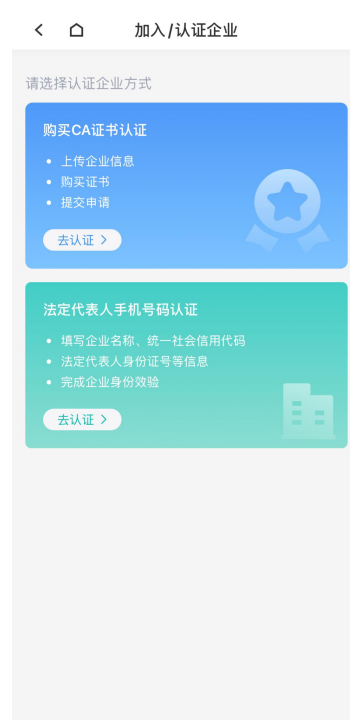 加入/认证企业
请选择认证企业方式
购买CA证书认证
• 上传企业信息
• 购买证书
• 提交申请
去认证 >
法定代表人手机号码认证
• 填写企业名称、统一社会信用代码
• 法定代表人身份证号等信息
• 完成企业身份效验
去认证 >